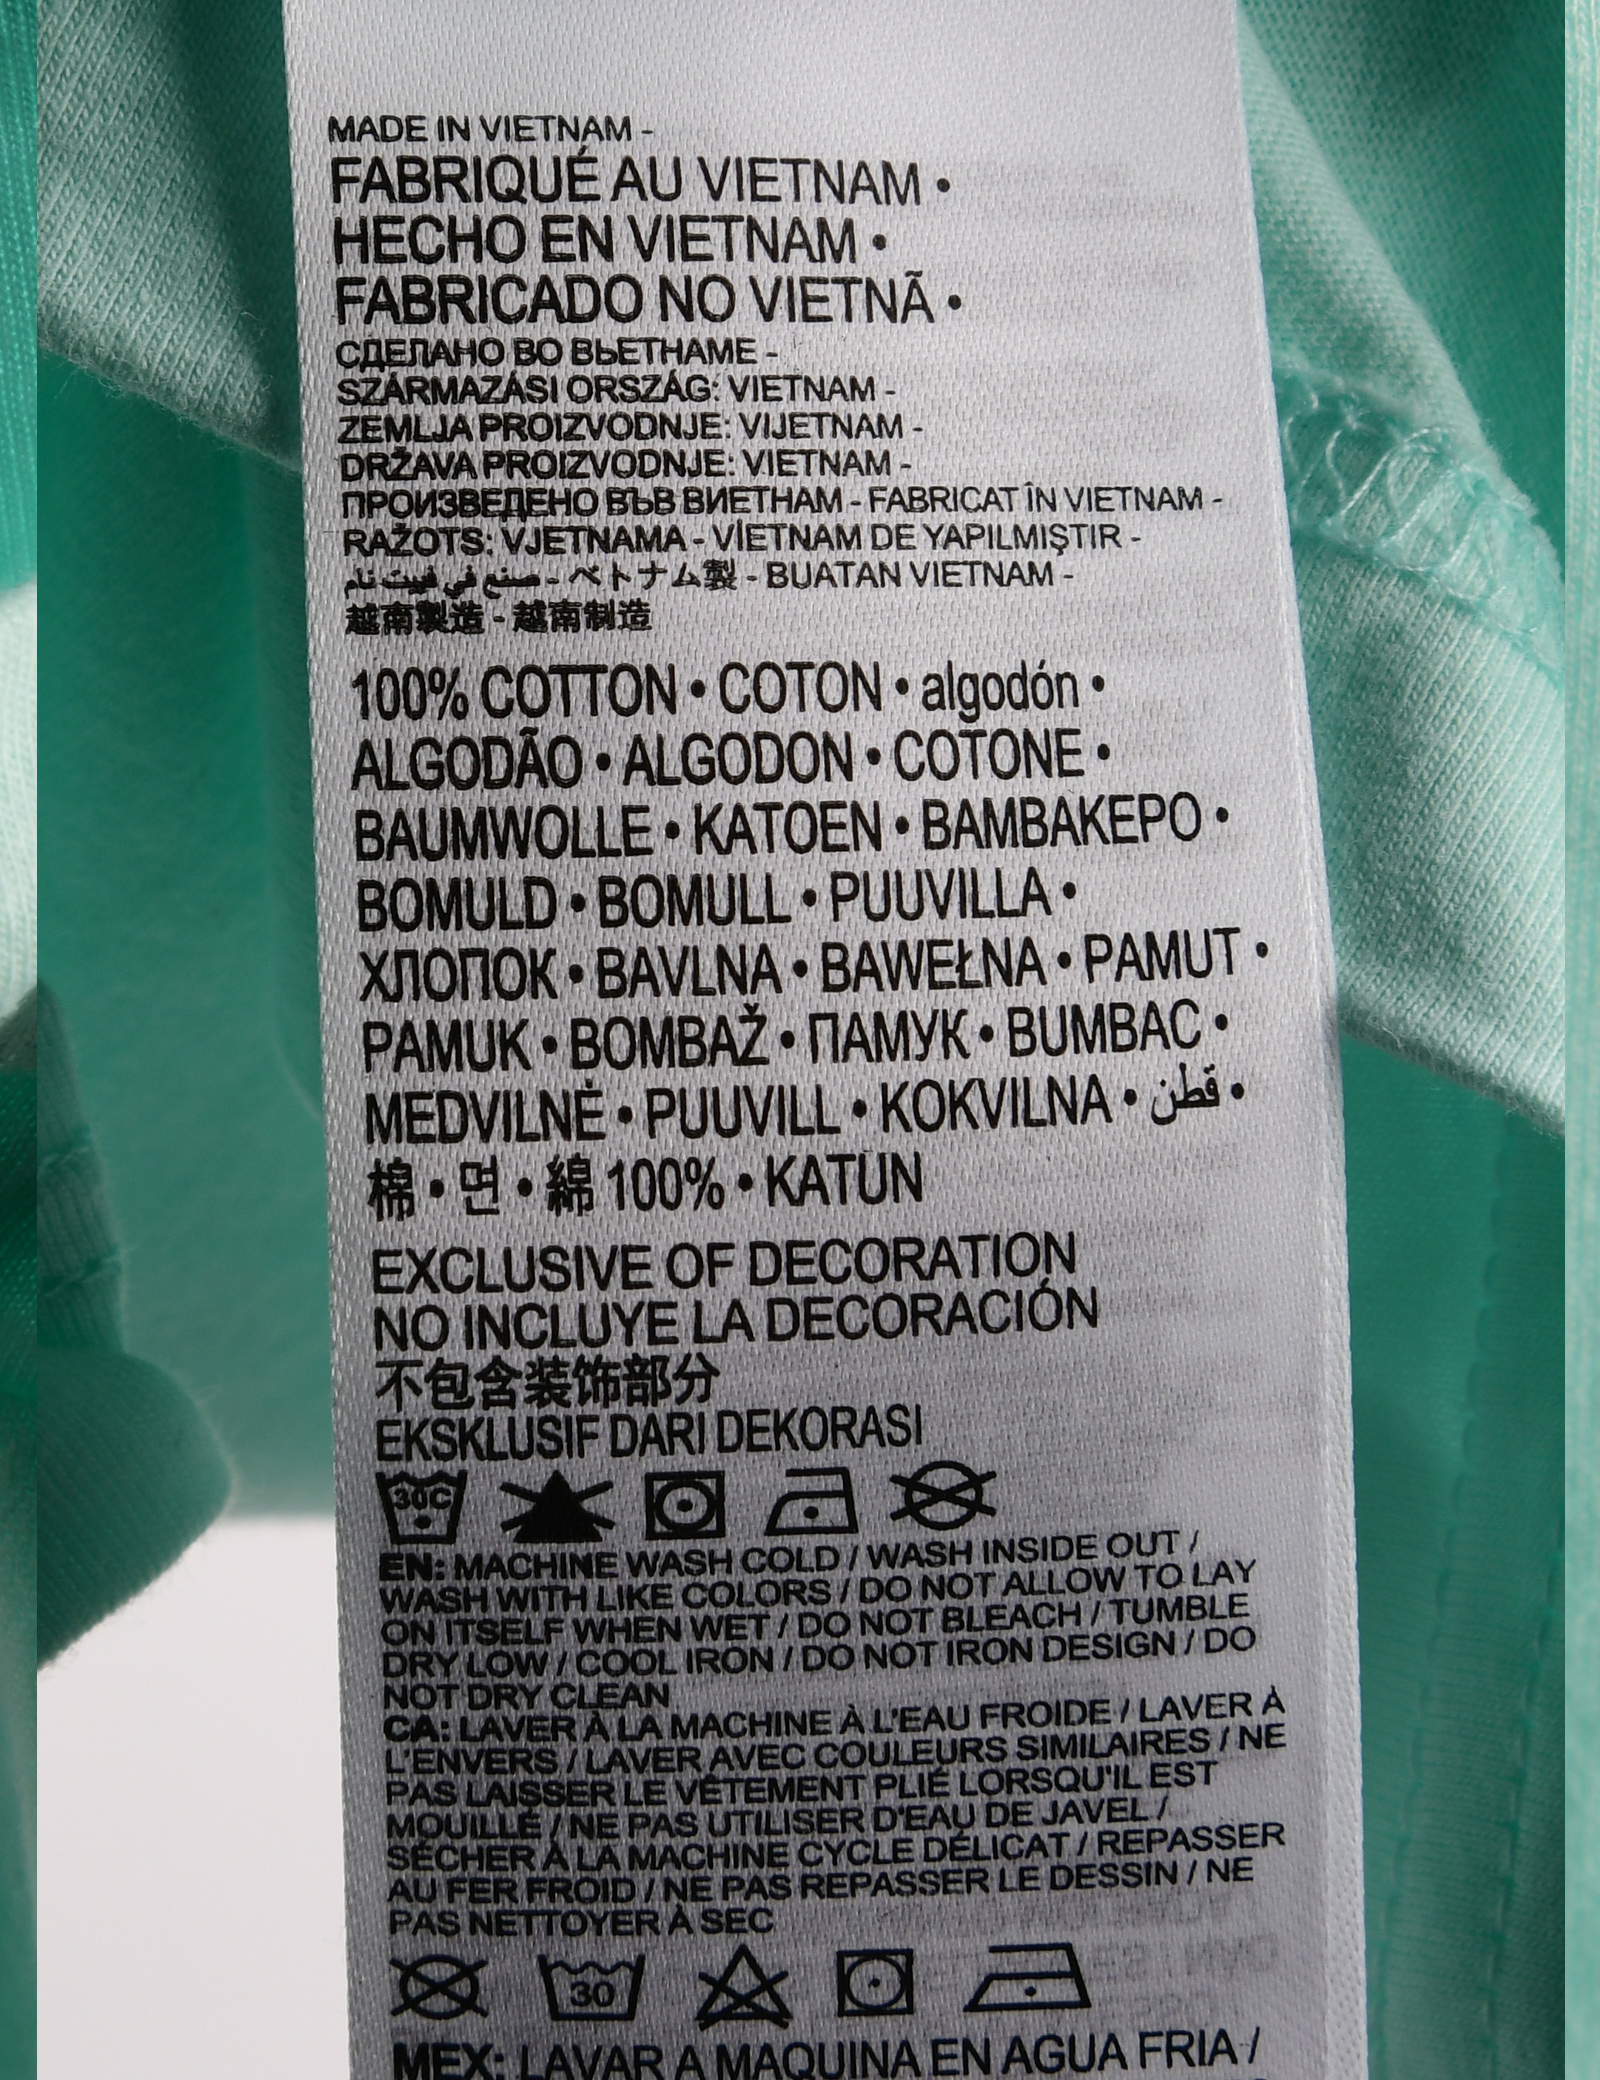 MADE IN VIETNAM -
FABRIQUÉ AU VIETNAM •
HECHO EN VIETNAM •
FABRICADO NO VIETNÃ •
СДЕЛАНО ВО ВЬЕТНАМЕ -
SZÁRMAZÁSI ORSZÁG: VIETNAM -
ZEMLJA PROIZVODNJE: VIJETNAM -
DRŽAVA PROIZVODNJE: VIETNAM -
ПРОИЗВЕДЕНО ВЪВ ВИЕТНАМ - FABRICAT ÎN VIETNAM -
RAŽOTS: VJETNAMA - VİETNAM DE YAPILMIŞTIR -
صنع في فييت نام - ベトナム製 - BUATAN VIETNAM -
越南製造 - 越南制造
100% COTTON • COTON • algodón •
ALGODÃO • ALGODON • COTONE •
BAUMWOLLE • KATOEN • BAMBAKEPO •
BOMULD • BOMULL • PUUVILLA •
ХЛОПОК • BAVLNA • BAWEŁNA • PAMUT •
PAMUK • BOMBAŽ • ПАМУК • BUMBAC •
MEDVILNĖ • PUUVILL • KOKVILNA • قطن •
棉 • 면 • 綿 100% • KATUN
EXCLUSIVE OF DECORATION
NO INCLUYE LA DECORACIÓN
不包含装饰部分
EKSKLUSIF DARI DEKORASI
30C
EN: MACHINE WASH COLD / WASH INSIDE OUT /
WASH WITH LIKE COLORS / DO NOT ALLOW TO LAY
ON ITSELF WHEN WET / DO NOT BLEACH / TUMBLE
DRY LOW / COOL IRON / DO NOT IRON DESIGN / DO
NOT DRY CLEAN
CA: LAVER À LA MACHINE À L'EAU FROIDE / LAVER À
L'ENVERS / LAVER AVEC COULEURS SIMILAIRES / NE
PAS LAISSER LE VÊTEMENT PLIÉ LORSQU'IL EST
MOUILLÉ / NE PAS UTILISER D'EAU DE JAVEL /
SÉCHER À LA MACHINE CYCLE DÉLICAT / REPASSER
AU FER FROID / NE PAS REPASSER LE DESSIN / NE
PAS NETTOYER À SEC
30
MEX: LAVAR A MAQUINA EN AGUA FRIA /